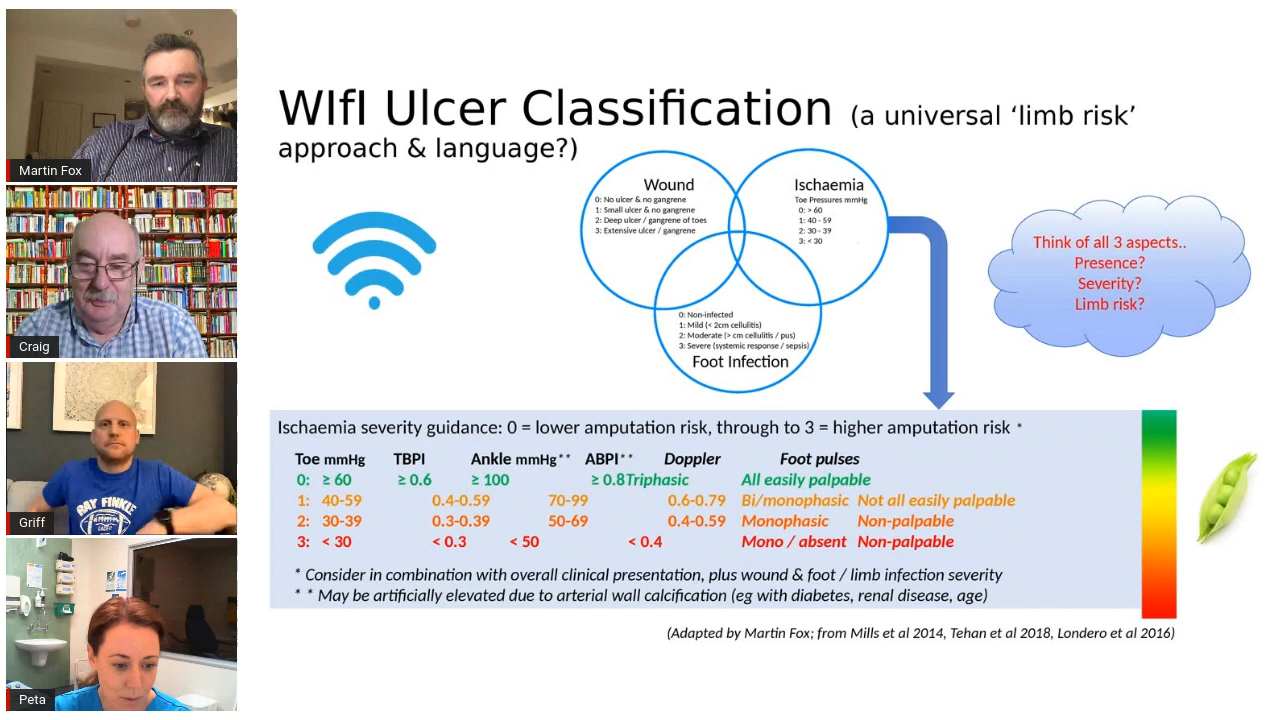 Martin Fox
Craig
Griff
RAY FINKLE
Peta
WIfI Ulcer Classification (a universal ‘limb risk’
approach & language?)
Wound
0: No ulcer & no gangrene
1: Small ulcer & no gangrene
2: Deep ulcer / gangrene of toes
3: Extensive ulcer / gangrene
Ischaemia
Toe Pressures mmHg
0: > 60
1: 40 - 59
2: 30 - 39
3: < 30
0: Non-infected
1: Mild (< 2cm cellulitis)
2: Moderate (> cm cellulitis / pus)
3: Severe (systemic response / sepsis)
Foot Infection
Think of all 3 aspects..
Presence?
Severity?
Limb risk?
Ischaemia severity guidance: 0 = lower amputation risk, through to 3 = higher amputation risk *
Toe mmHg TBPI Ankle mmHg** ABPI** Doppler Foot pulses
0: ≥ 60 ≥ 0.6 ≥ 100 ≥ 0.8Triphasic All easily palpable
1: 40-59 0.4-0.59 70-99 0.6-0.79 Bi/monophasic Not all easily palpable
2: 30-39 0.3-0.39 50-69 0.4-0.59 Monophasic Non-palpable
3: < 30 < 0.3 < 50 < 0.4 Mono / absent Non-palpable
* Consider in combination with overall clinical presentation, plus wound & foot / limb infection severity
* * May be artificially elevated due to arterial wall calcification (eg with diabetes, renal disease, age)
(Adapted by Martin Fox; from Mills et al 2014, Tehan et al 2018, Londero et al 2016)